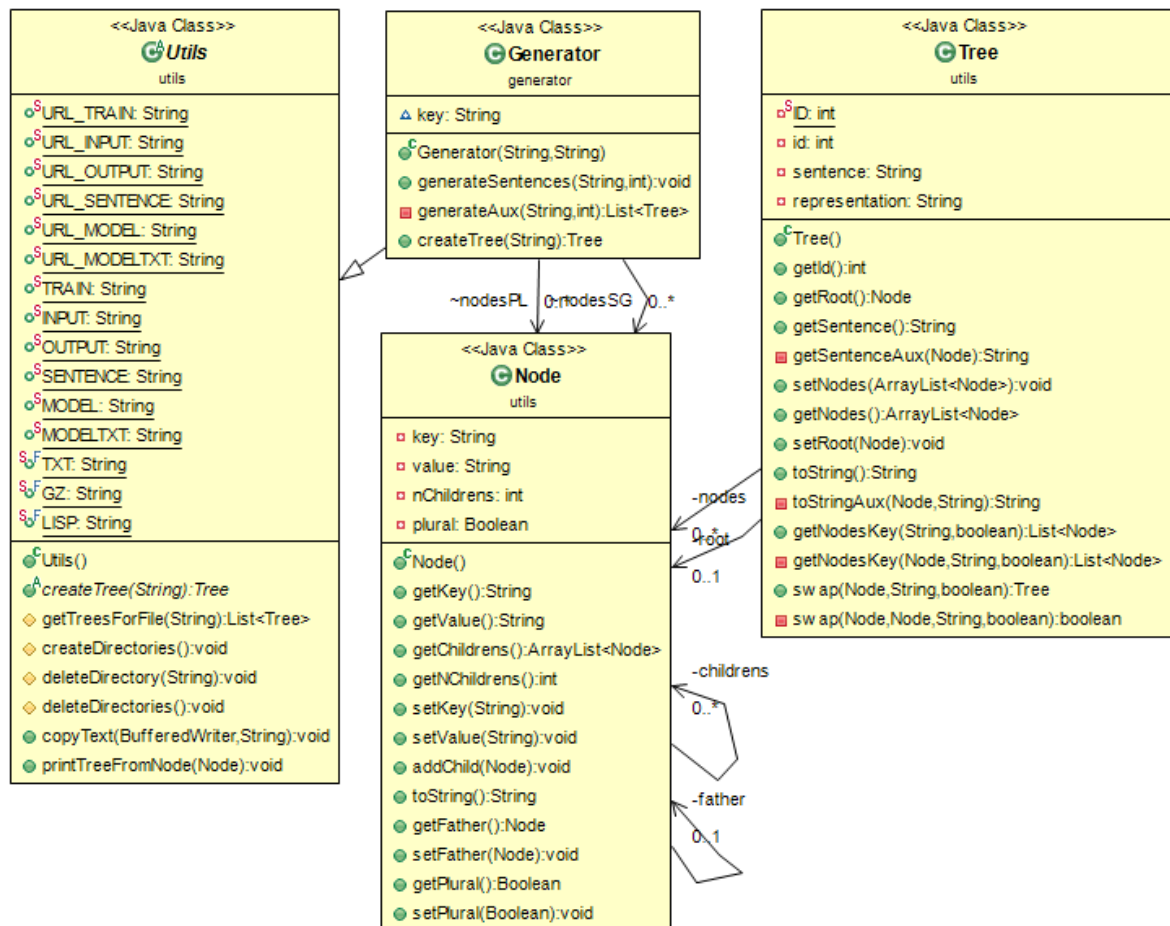 <<Java Class>>
Utils
utils
URL_TRAIN: String
URL_INPUT: String
URL_OUTPUT: String
URL_SENTENCE: String
URL_MODEL: String
URL_MODELTXT: String
TRAIN: String
INPUT: String
OUTPUT: String
SENTENCE: String
MODEL: String
MODELTXT: String
TXT: String
GZ: String
LISP: String
Utils()
createTree(String):Tree
getTreesForFile(String):List<Tree>
createDirectories():void
deleteDirectory(String):void
deleteDirectories():void
copyText(BufferedWriter,String):void
printTreeFromNode(Node):void
<<Java Class>>
Generator
generator
key: String
Generator(String,String)
generateSentences(String,int):void
generateAux(String,int):List<Tree>
createTree(String):Tree
~nodesPL
~nodesSG
0..*
<<Java Class>>
Node
utils
key: String
value: String
nChildrens: int
plural: Boolean
Node()
getKey():String
getValue():String
getChildrens():ArrayList<Node>
getNChildrens():int
setKey(String):void
setValue(String):void
addChild(Node):void
toString():String
getFather():Node
setFather(Node):void
getPlural():Boolean
setPlural(Boolean):void
-nodes
0..*
-root
0..1
-childrens
0..*
-father
0..1
<<Java Class>>
Tree
utils
ID: int
id: int
sentence: String
representation: String
Tree()
getId():int
getRoot():Node
getSentence():String
getSentenceAux(Node):String
setNodes(ArrayList<Node>):void
getNodes():ArrayList<Node>
setRoot(Node):void
toString():String
toStringAux(Node,String):String
getNodesKey(String,boolean):List<Node>
getNodesKey(Node,String,boolean):List<Node>
swap(Node,String,boolean):Tree
swap(Node,Node,String,boolean):boolean